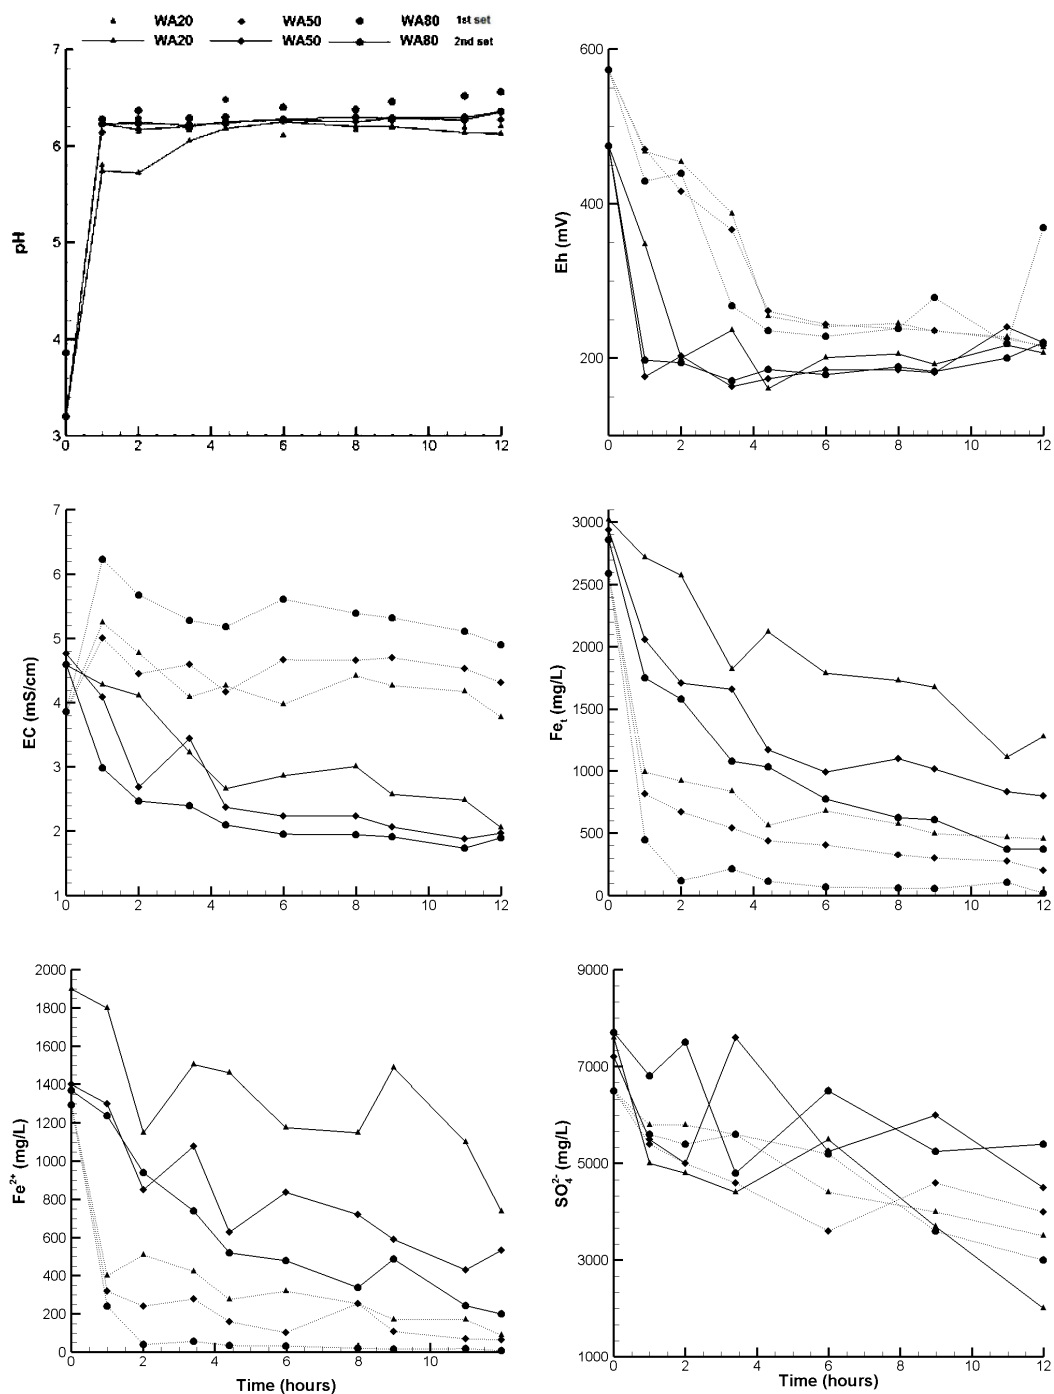 WA20 WA50 WA80 1st set
WA20 WA50 WA80 2nd set
7
6
5
4
3
pH
0 2 4 6 8 10 12
600
400
200
Eh (mV)
0 2 4 6 8 10 12
7
6
5
4
3
2
1
EC (mS/cm)
0 2 4 6 8 10 12
3000
2500
2000
1500
1000
500
0
Feₜ (mg/L)
0 2 4 6 8 10 12
2000
1800
1600
1400
1200
1000
800
600
400
200
0
Fe²⁺ (mg/L)
0 2 4 6 8 10
Time (hours)
9000
7000
5000
3000
1000
SO₄²⁻ (mg/L)
0 2 4 6 8 10 12
Time (hours)